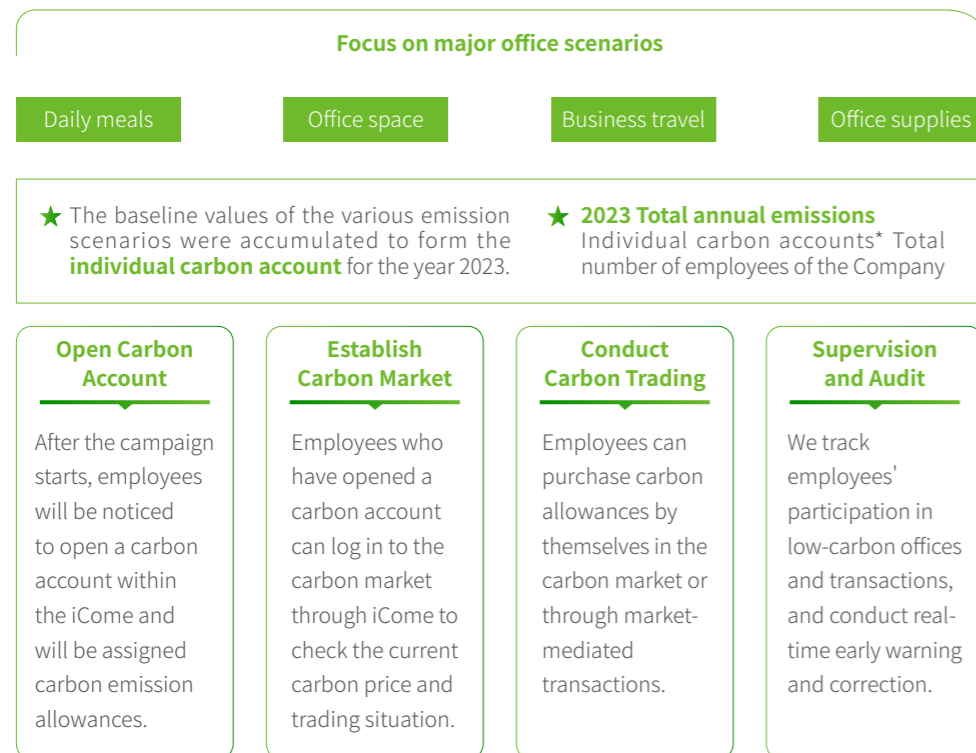 Focus on major office scenarios
Daily meals
Office space
Business travel
Office supplies
The baseline values of the various emission
scenarios were accumulated to form the
individual carbon account for the year 2023.
2023 Total annual emissions
Individual carbon accounts* Total
number of employees of the Company
Open Carbon
Account
After the campaign
starts, employees
will be noticed
to open a carbon
account within
the iCome and
will be assigned
carbon emission
allowances.
Establish
Carbon Market
Employees who
have opened a
carbon account
can log in to the
carbon market
through iCome to
check the current
carbon price and
trading situation.
Conduct
Carbon Trading
Employees can
purchase carbon
allowances by
themselves in the
carbon market or
through market-
mediated
transactions.
Supervision
and Audit
We track
employees'
participation in
low-carbon offices
and transactions,
and conduct real-
time early warning
and correction.